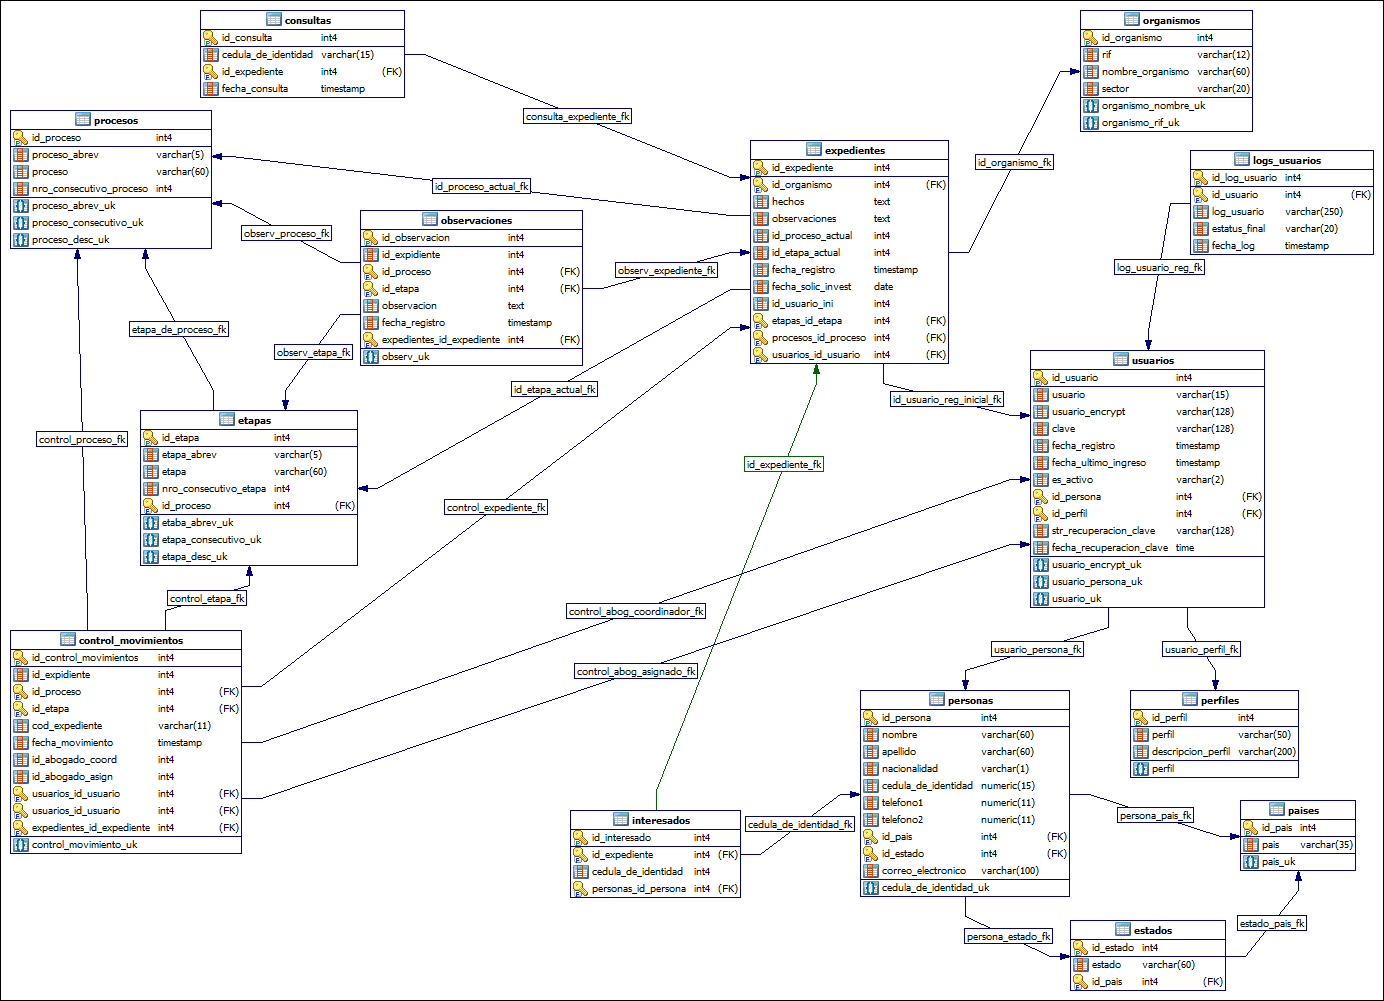 consultas
id_consulta int4
cedula_de_identidad varchar(15)
id_expediente int4 (FK)
fecha_consulta timestamp
organismos
id_organismo int4
rif varchar(12)
nombre_organismo varchar(60)
sector varchar(20)
organismo_nombre_uk
organismo_rif_uk
procesos
id_proceso int4
proceso_abrev varchar(5)
proceso varchar(60)
nro_consecutivo_proceso int4
proceso_abrev_uk
proceso_consecutivo_uk
proceso_desc_uk
consulta_expediente_fk
expedientes
id_expediente int4
id_organismo int4 (FK)
hechos text
observaciones text
id_proceso_actual int4
id_etapa_actual int4
fecha_registro timestamp
fecha_solic_invest date
id_usuario_ini int4
etapas_id_etapa int4 (FK)
procesos_id_proceso int4 (FK)
usuarios_id_usuario int4 (FK)
id_organismo_fk
logs_usuarios
id_log_usuario int4
id_usuario int4 (FK)
log_usuario varchar(250)
estatus_final varchar(20)
fecha_log timestamp
id_proceso_actual_fk
observ_proceso_fk
observaciones
id_observacion int4
id_expidiente int4
id_proceso int4 (FK)
id_etapa int4 (FK)
observacion text
fecha_registro timestamp
expedientes_id_expediente int4 (FK)
observ_uk
observ_expediente_fk
log_usuario_reg_fk
etapa_de_proceso_fk
observ_etapa_fk
id_etapa_actual_fk
id_usuario_reg_inicial_fk
usuarios
id_usuario int4
usuario varchar(15)
usuario_encrypt varchar(128)
clave varchar(128)
fecha_registro timestamp
fecha_ultimo_ingreso timestamp
es_activo varchar(2)
id_persona int4 (FK)
id_perfil int4 (FK)
str_recuperacion_clave varchar(128)
fecha_recuperacion_clave time
usuario_encrypt_uk
usuario_persona_uk
usuario_uk
etapas
id_etapa int4
etapa_abrev varchar(5)
etapa varchar(60)
nro_consecutivo_etapa int4
id_proceso int4 (FK)
etaba_abrev_uk
etapa_consecutivo_uk
etapa_desc_uk
control_proceso_fk
id_expediente_fk
control_expediente_fk
control_etapa_fk
control_abog_coordinador_fk
control_movimientos
id_control_movimientos int4
id_expidiente int4
id_proceso int4 (FK)
id_etapa int4 (FK)
cod_expediente varchar(11)
fecha_movimiento timestamp
id_abogado_coord int4
id_abogado_asign int4
usuarios_id_usuario int4 (FK)
usuarios_id_usuario int4 (FK)
expedientes_id_expediente int4 (FK)
control_movimiento_uk
control_abog_asignado_fk
usuario_persona_fk
usuario_perfil_fk
personas
id_persona int4
nombre varchar(60)
apellido varchar(60)
nacionalidad varchar(1)
cedula_de_identidad numeric(15)
telefono1 numeric(11)
telefono2 numeric(11)
id_pais int4 (FK)
id_estado int4 (FK)
correo_electronico varchar(100)
cedula_de_identidad_uk
perfiles
id_perfil int4
perfil varchar(50)
descripcion_perfil varchar(200)
perfil
interesados
id_interesado int4
id_expediente int4 (FK)
cedula_de_identidad int4
personas_id_persona int4 (FK)
cedula_de_identidad_fk
persona_pais_fk
paises
id_pais int4
pais varchar(35)
pais_uk
persona_estado_fk
estado_pais_fk
estados
id_estado int4
estado varchar(60)
id_pais int4 (FK)